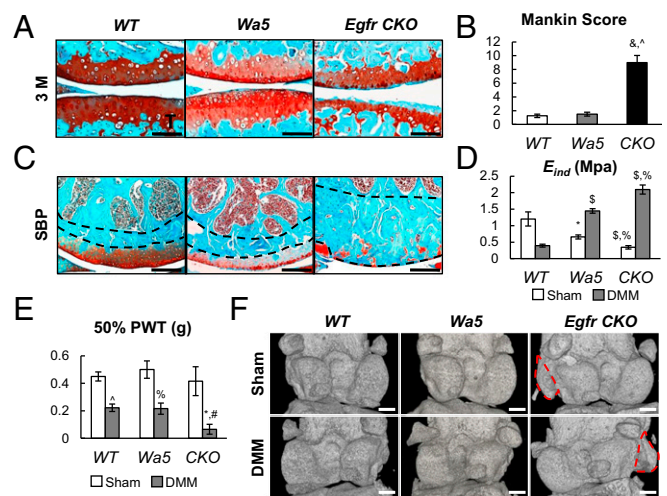 A
WT
Wa5
Egfr CKO
3 M
T
B
Mankin Score
12
10
8
6
4
2
0
&,^
WT
Wa5
CKO
C
SBP
D
E_ind (Mpa)
2.5
2
1.5
1
0.5
0
*
$
$,%
$,%
WT
Wa5
CKO
Sham
DMM
E
50% PWT (g)
0.6
0.4
0.2
0
^
%
*,#
WT
Wa5
CKO
Sham
DMM
F
WT
Wa5
Egfr CKO
Sham
DMM